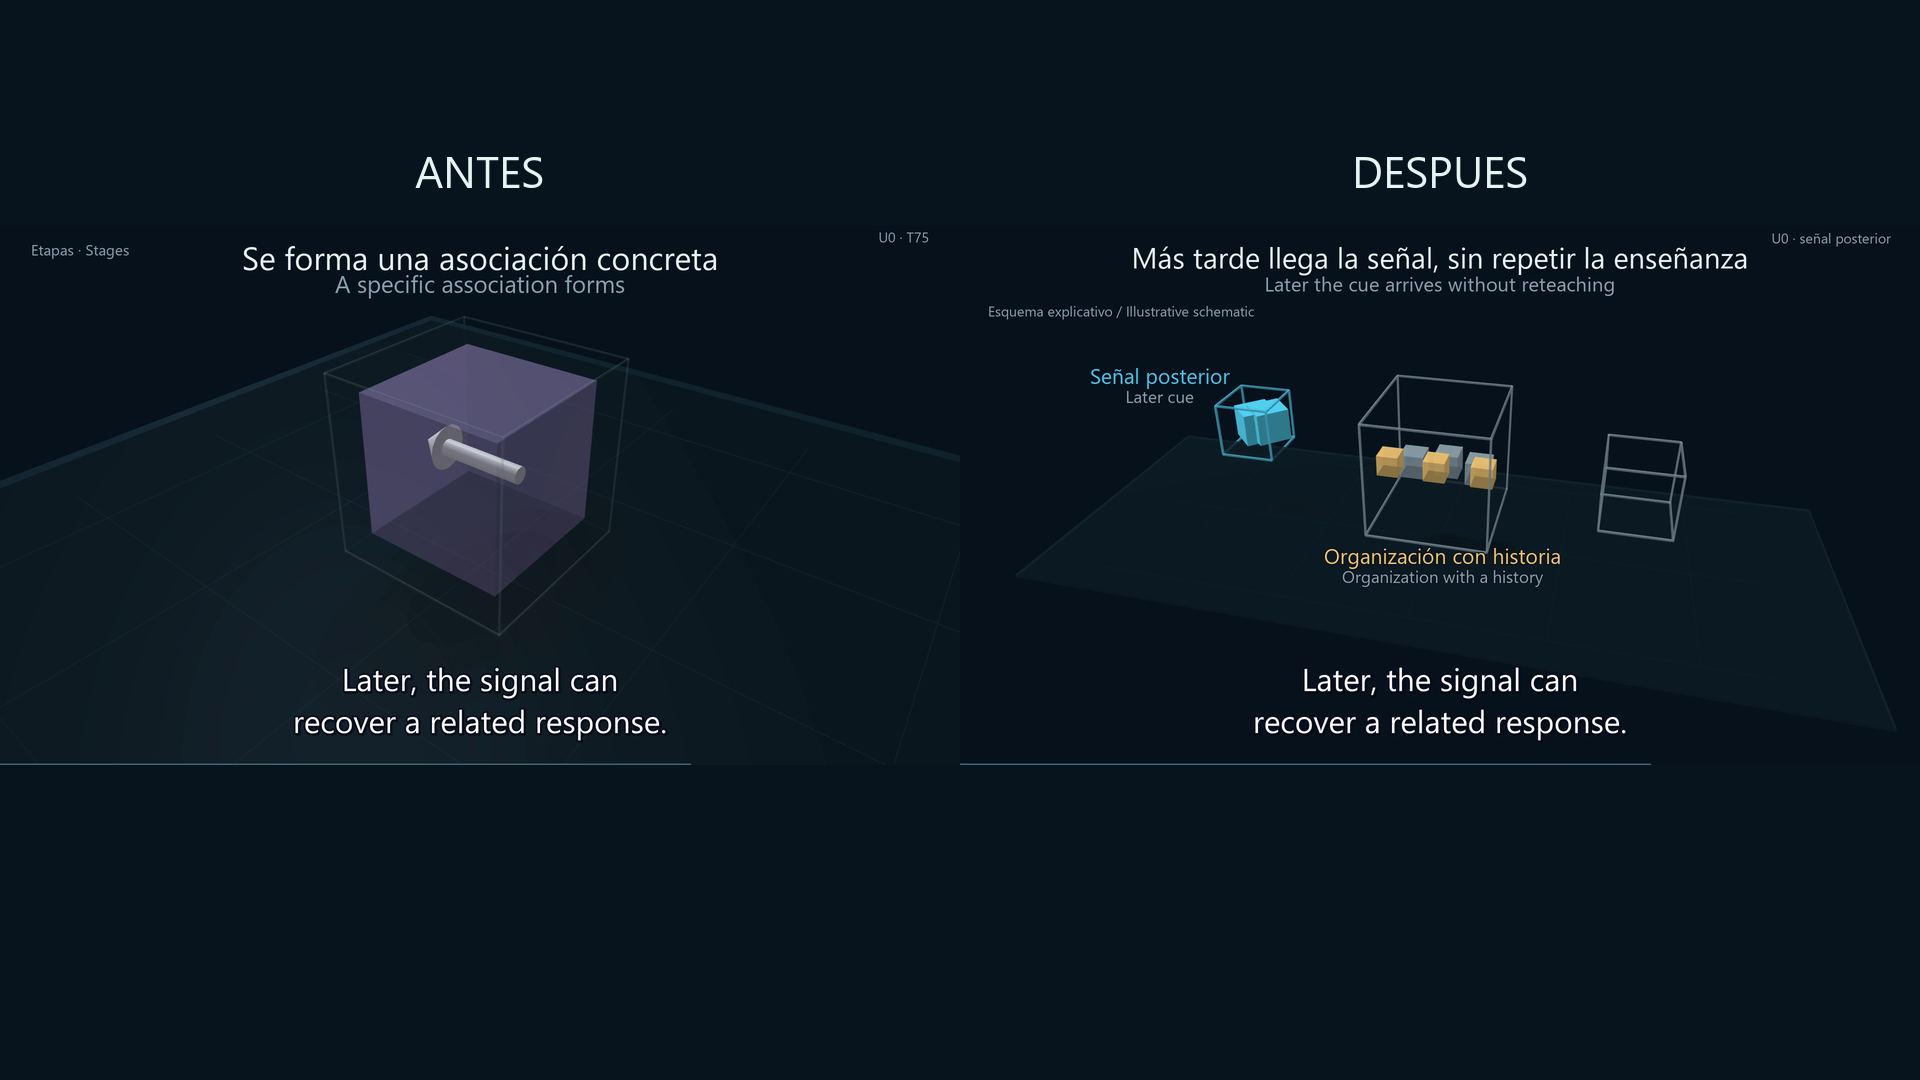 ANTES
Etapas · Stages
U0 · T75
Se forma una asociación concreta
A specific association forms
Later, the signal can
recover a related response.
DESPUES
U0 · señal posterior
Más tarde llega la señal, sin repetir la enseñanza
Later the cue arrives without reteaching
Esquema explicativo / Illustrative schematic
Señal posterior
Later cue
Organización con historia
Organization with a history
Later, the signal can
recover a related response.